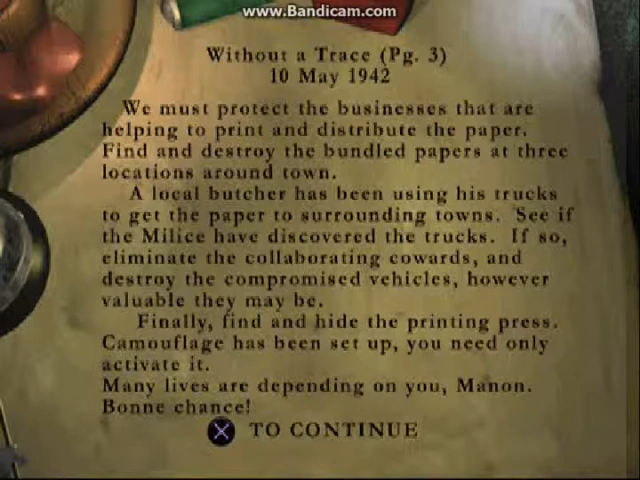 www.Bandicam.com
Without a Trace (Pg. 3)
10 May 1942
We must protect the businesses that are
helping to print and distribute the paper.
Find and destroy the bundled papers at three
locations around town.
A local butcher has been using his trucks
to get the paper to surrounding towns. See if
the Milice have discovered the trucks. If so,
eliminate the collaborating cowards, and
destroy the compromised vehicles, however
valuable they may be.
Finally, find and hide the printing press.
Camouflage has been set up, you need only
activate it.
Many lives are depending on you, Manon.
Bonne chance!
TO CONTINUE